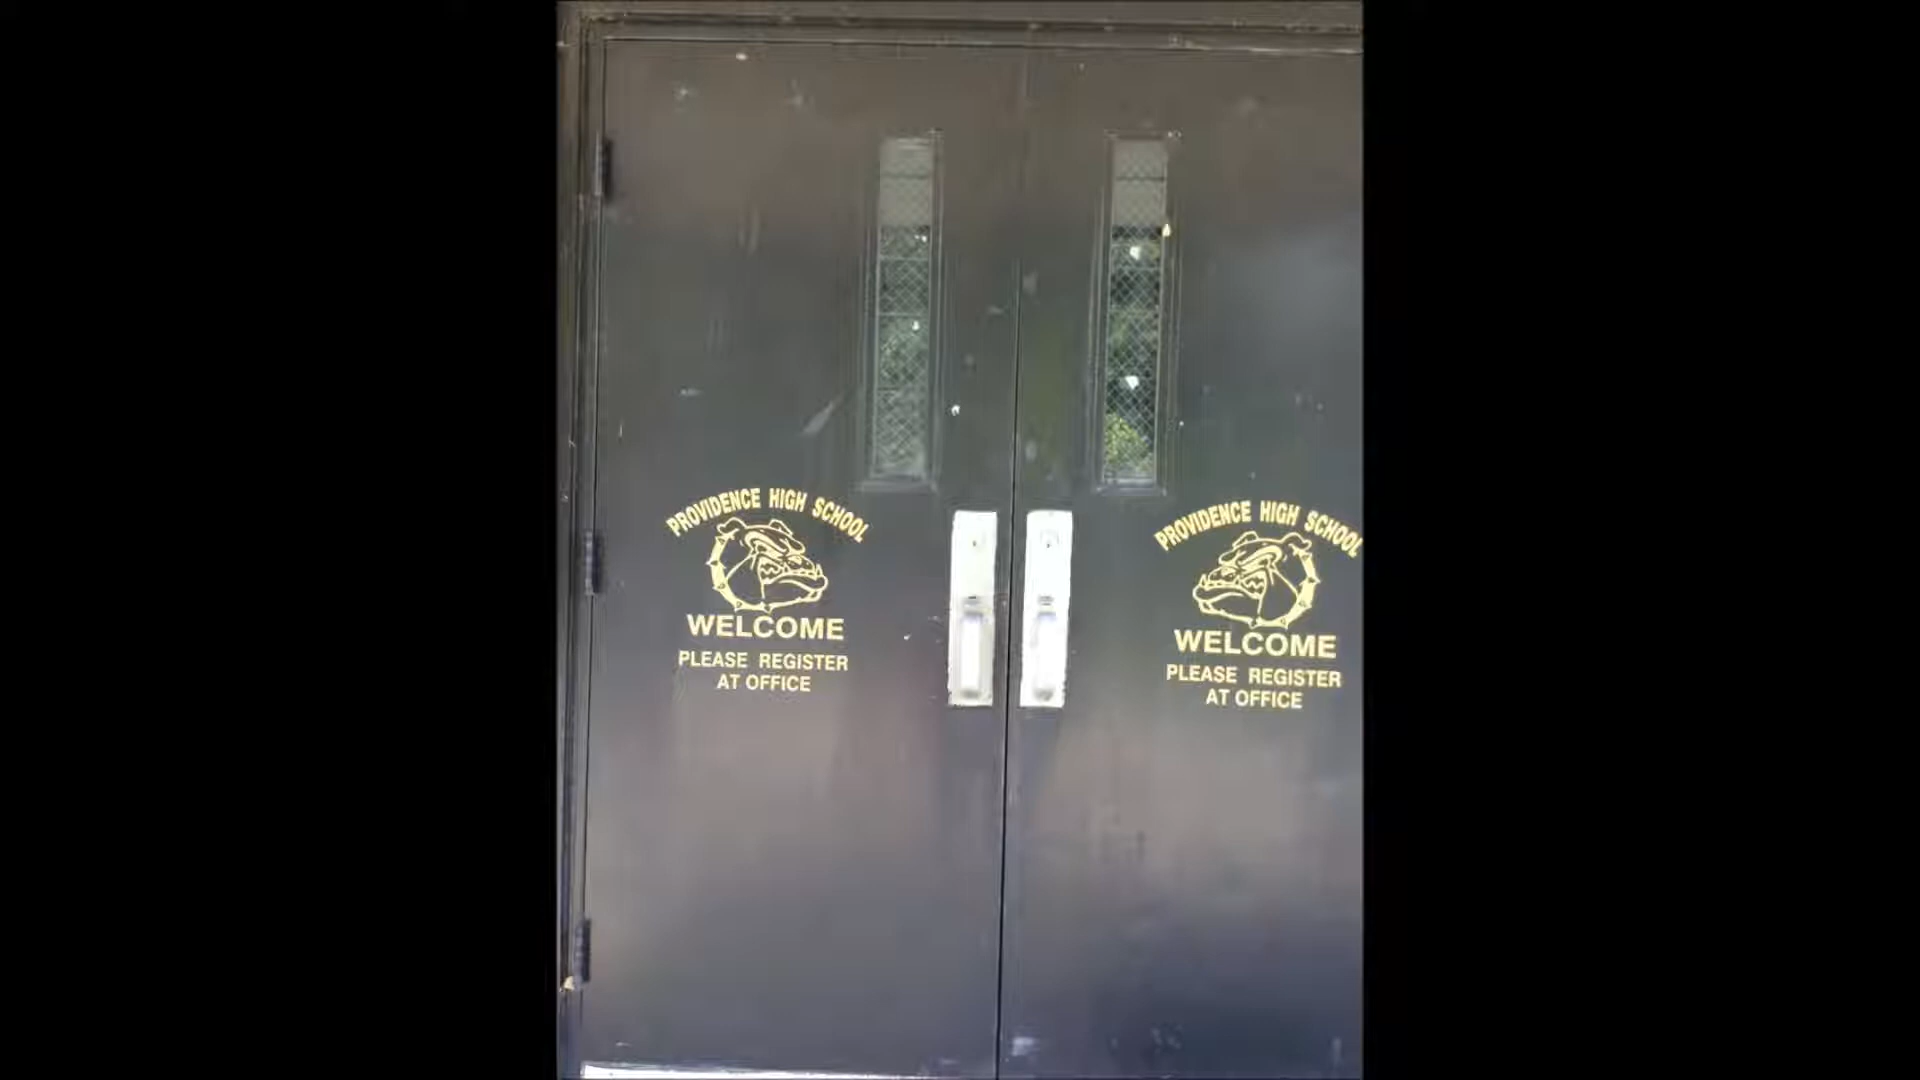 PROVIDENCE HIGH SCHOOL
WELCOME
PLEASE REGISTER
AT OFFICE
PROVIDENCE HIGH SCHOOL
WELCOME
PLEASE REGISTER
AT OFFICE